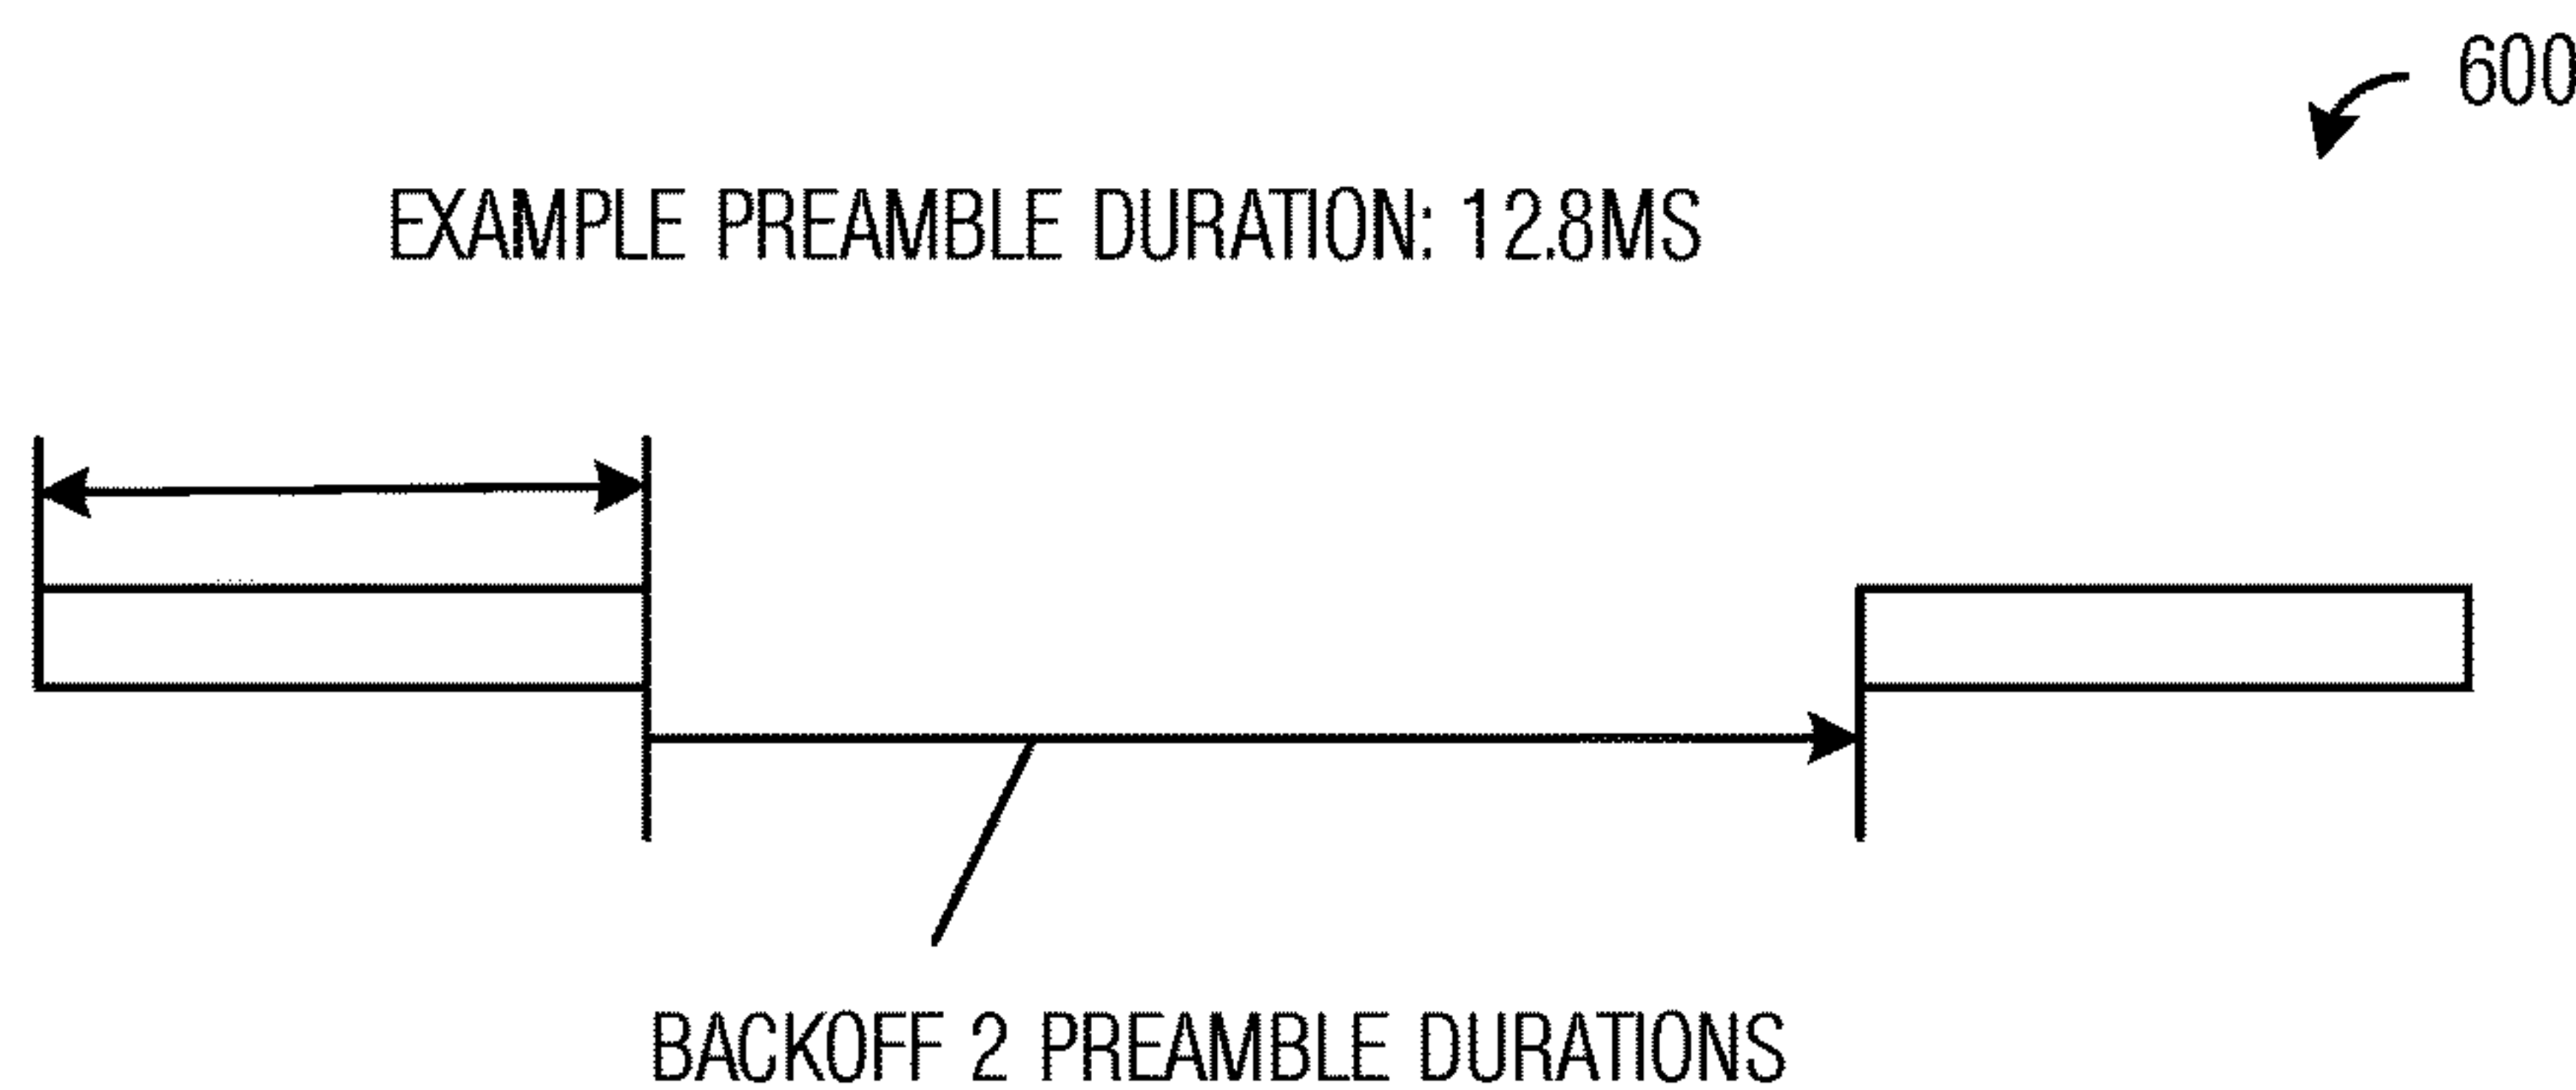 600
EXAMPLE PREAMBLE DURATION: 12.8MS
BACKOFF 2 PREAMBLE DURATIONS